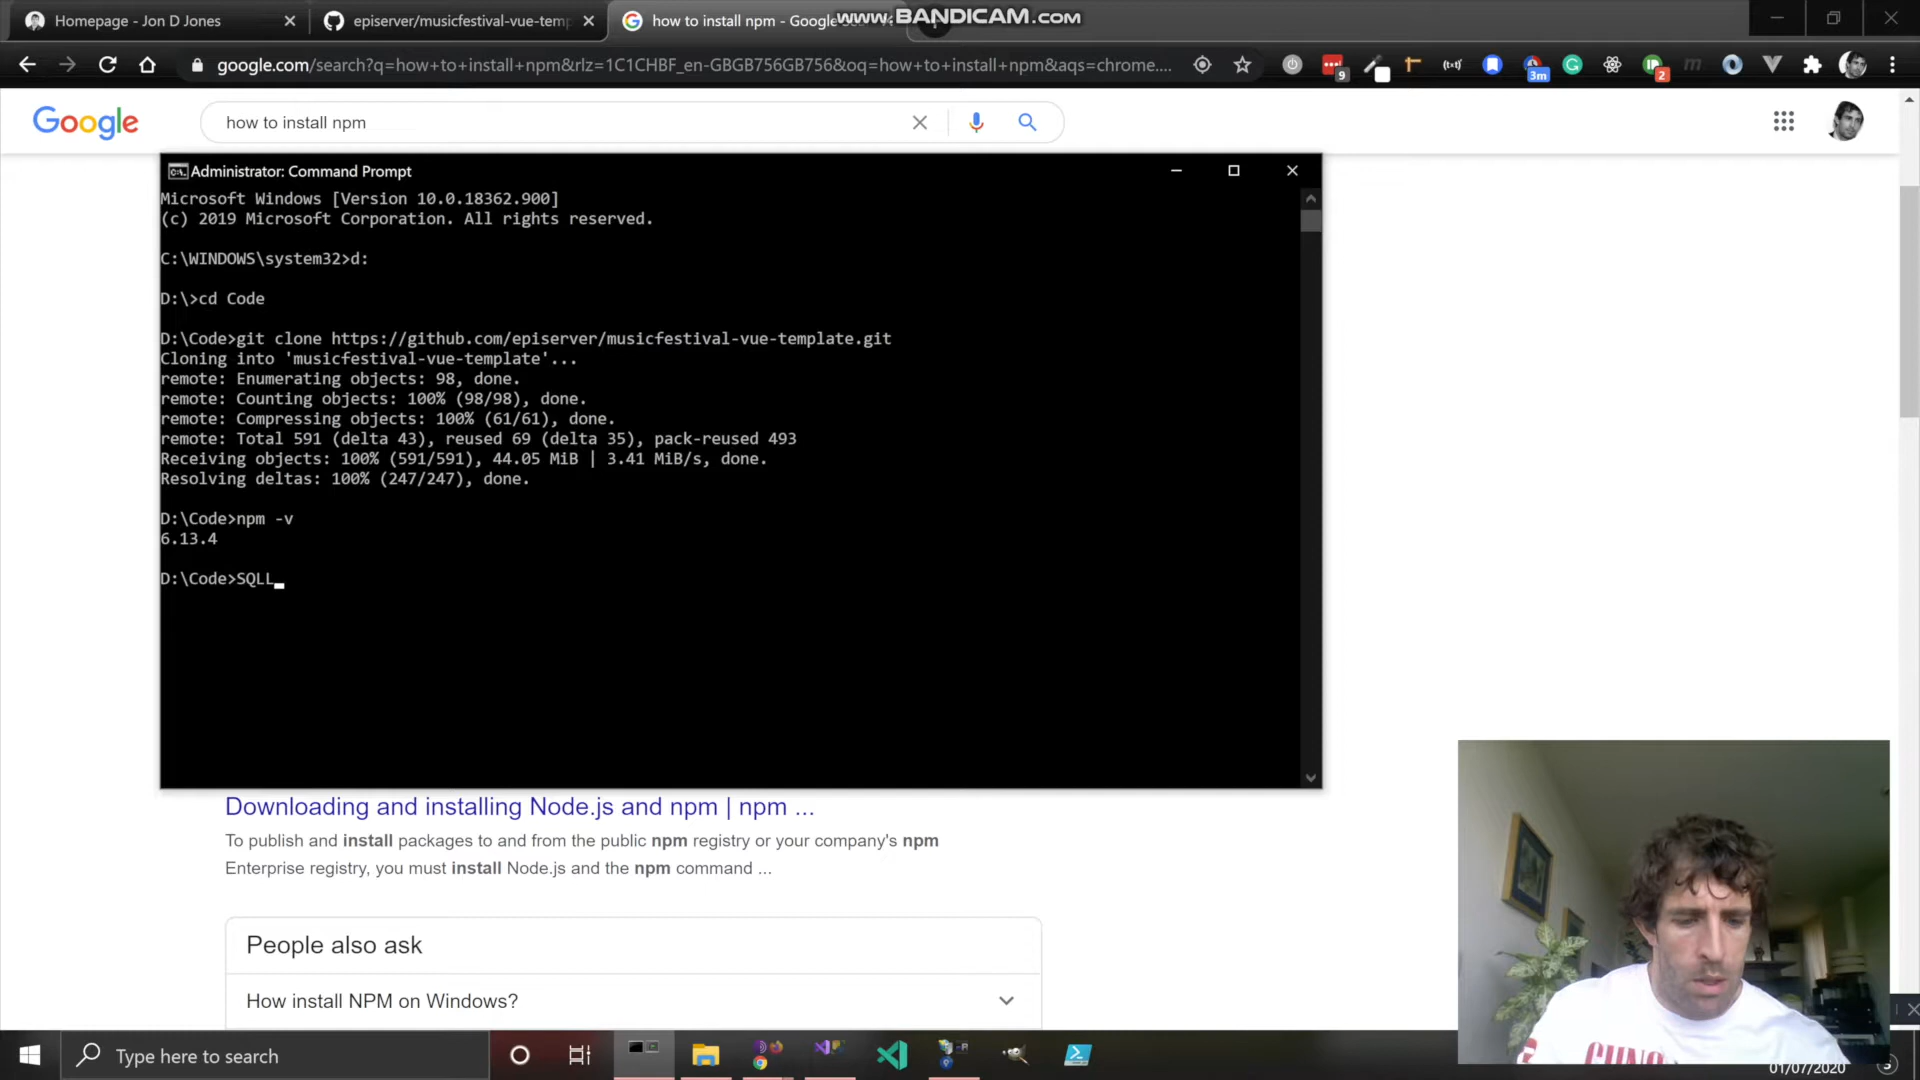 Homepage - Jon D Jones
episerver/musicfestival-vue-temp
how to install npm - Google
www.BANDICAM.com
google.com/search?q=how+to+install+npm&rlz=1C1CHBF_en-GBGB756GB756&oq=how+to+install+npm&aqs=chrome....
9
3m
2
Google
how to install npm
Administrator: Command Prompt
Microsoft Windows [Version 10.0.18362.900]
(c) 2019 Microsoft Corporation. All rights reserved.
C:\WINDOWS\system32>d:
D:\>cd Code
D:\Code>git clone https://github.com/episerver/musicfestival-vue-template.git
Cloning into 'musicfestival-vue-template'...
remote: Enumerating objects: 98, done.
remote: Counting objects: 100% (98/98), done.
remote: Compressing objects: 100% (61/61), done.
remote: Total 591 (delta 43), reused 69 (delta 35), pack-reused 493
Receiving objects: 100% (591/591), 44.05 MiB | 3.41 MiB/s, done.
Resolving deltas: 100% (247/247), done.
D:\Code>npm -v
6.13.4
D:\Code>SQLL_
Downloading and installing Node.js and npm | npm ...
To publish and install packages to and from the public npm registry or your company's npm
Enterprise registry, you must install Node.js and the npm command ...
People also ask
How install NPM on Windows?
Type here to search
01/07/2020